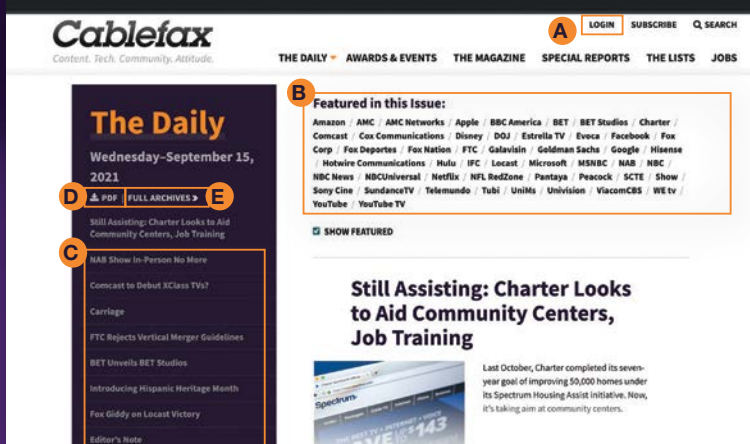 A
LOGIN SUBSCRIBE SEARCH
Cablefax
Content. Tech. Community. Attitude.
THE DAILY AWARDS & EVENTS THE MAGAZINE SPECIAL REPORTS THE LISTS JOBS
The Daily
Wednesday–September 15,
2021
D PDF | FULL ARCHIVES E
Still Assisting: Charter Looks to Aid
Community Centers, Job Training
C
NAB Show In-Person No More
Comcast to Debut XClass TVs?
Carriage
FTC Rejects Vertical Merger Guidelines
BET Unveils BET Studios
Introducing Hispanic Heritage Month
Fox Giddy on Locast Victory
Editor's Note
B
Featured in this Issue:
Amazon / AMC / AMC Networks / Apple / BBC America / BET / BET Studios / Charter /
Comcast / Cox Communications / Disney / DOJ / Estrella TV / Evoca / Facebook / Fox
Corp / Fox Deportes / Fox Nation / FTC / Galavisin / Goldman Sachs / Google / Hisense
/ Hotwire Communications / Hulu / IFC / Locast / Microsoft / MSNBC / NAB / NBC /
NBC News / NBCUniversal / Netflix / NFL RedZone / Pantaya / Peacock / SCTE / Show /
Sony Cine / SundanceTV / Telemundo / Tubi / UniMs / Univision / ViacomCBS / WE tv /
YouTube / YouTube TV
SHOW FEATURED
Still Assisting: Charter Looks
to Aid Community Centers,
Job Training
Spectrum
THE BEST TV + INTERNET + VOICE
$143
Last October, Charter completed its seven-
year goal of improving 50,000 homes under
its Spectrum Housing Assist initiative. Now,
it's taking aim at community centers.